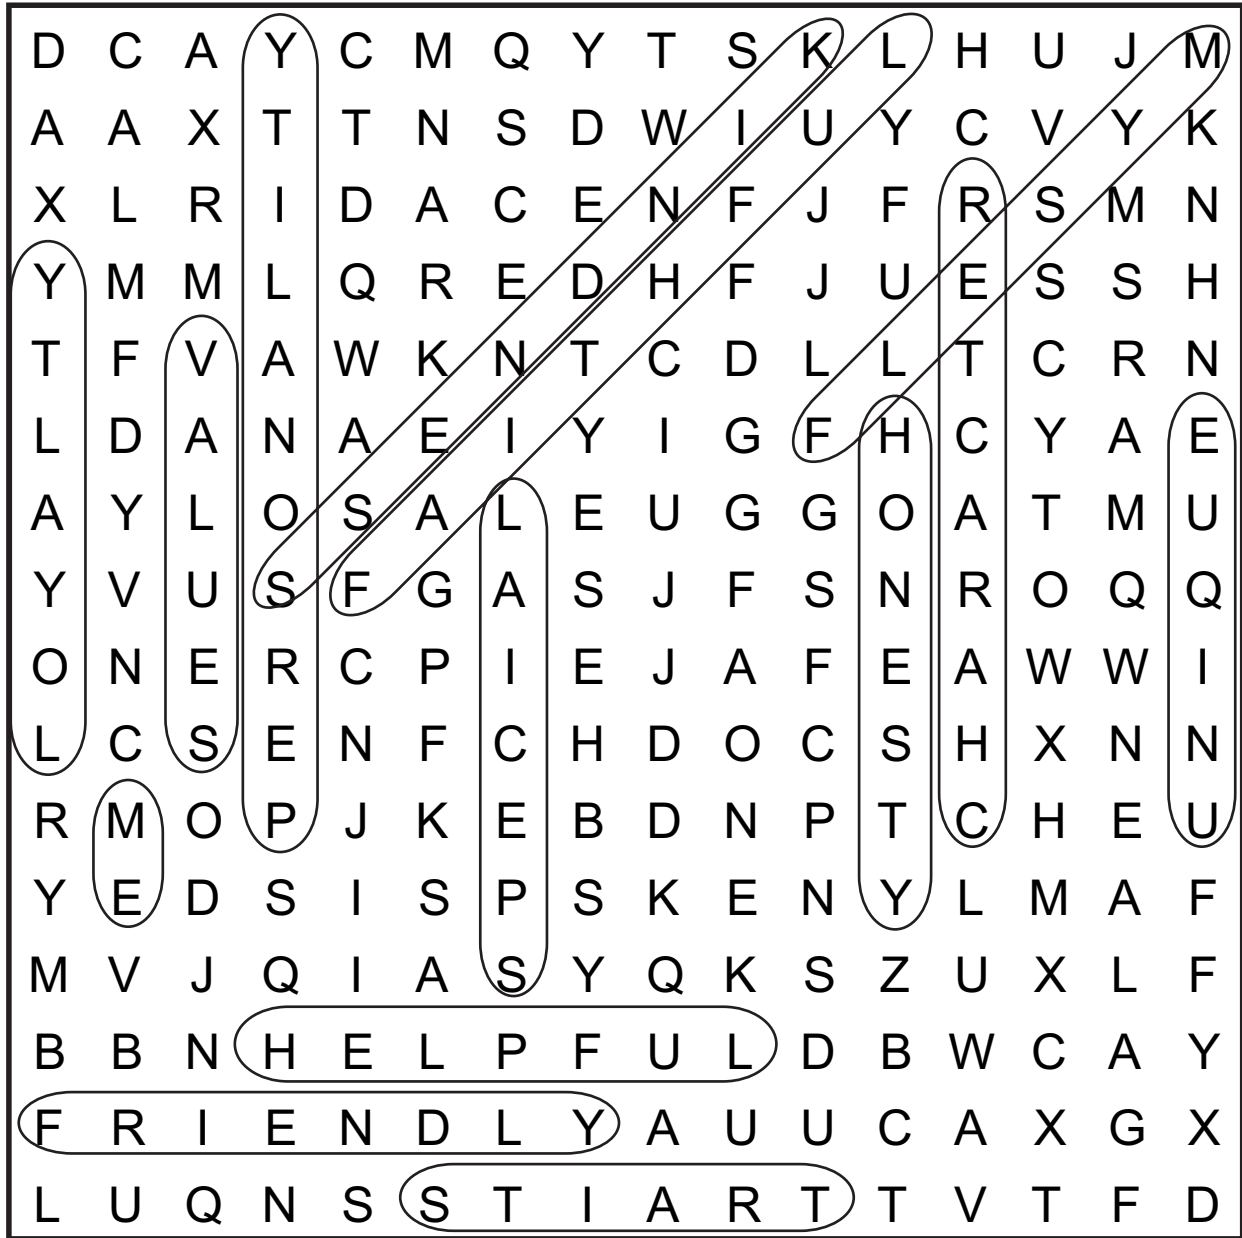 D C A Y C M Q Y T S K L H U J M
A A X T T N S D W I U Y C V Y K
X L R I D A C E N F J F R S M N
Y M M L Q R E D H F J U E S S H
T F V A W K N T C D L L T C R N
L D A N A E I Y I G F H C Y A E
A Y L O S A L E U G G O A T M U
Y V U S F G A S J F S N R O Q Q
O N E R C P I E J A F E A W W I
L C S E N F C H D O C S H X N N
R M O P J K E B D N P T C H E U
Y E D S I S P S K E N Y L M A F
M V J Q I A S Y Q K S Z U X L F
B B N H E L P F U L D B W C A Y
F R I E N D L Y A U U C A X G X
L U Q N S S T I A R T T V T F D